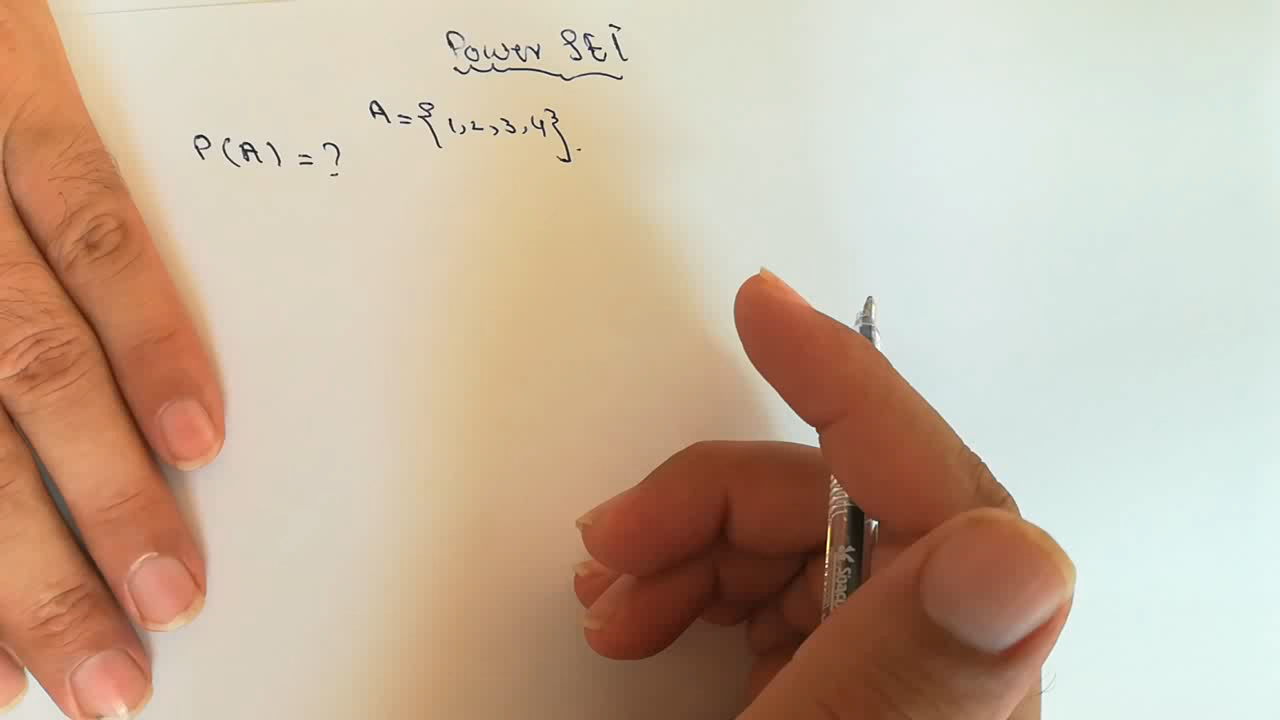 Power SET
A = {1,2,3,4}.
P(A) = ?